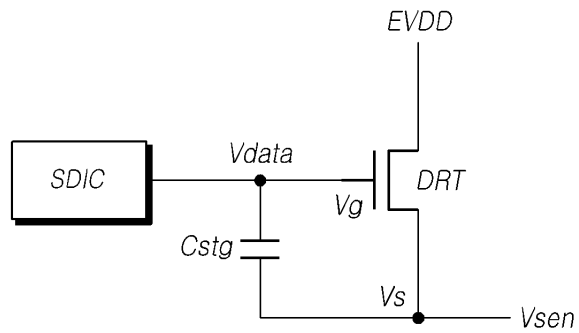 EVDD
Vdata
SDIC
DRT
Vg
Cstg
Vs
Vsen